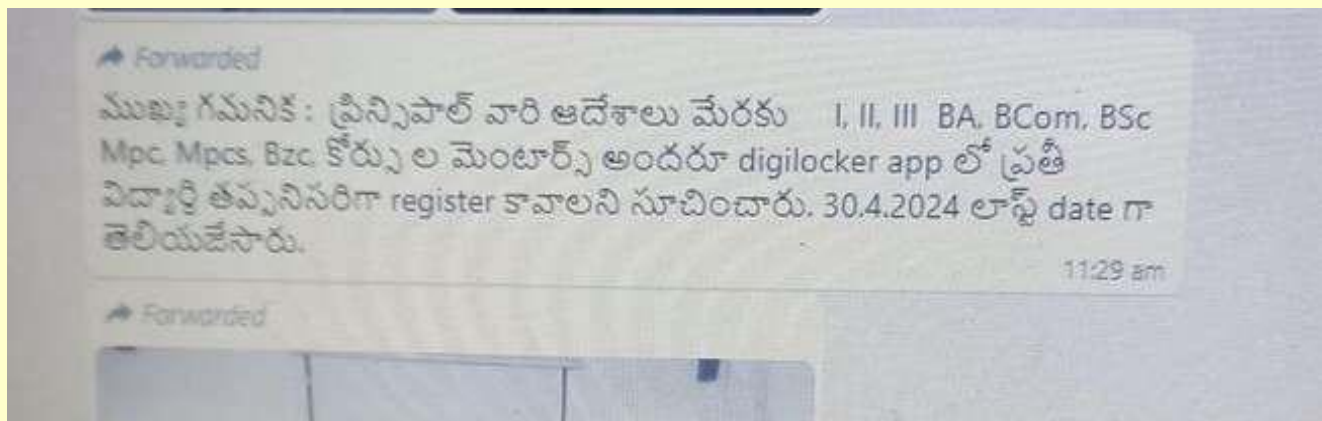 Forwarded
ముఖ్య గమనిక : ప్రిన్సిపాల్ వారి ఆదేశాలు మేరకు I, II, III BA, BCom, BSc
Mpc, Mpcs, Bzc, కోర్సు ల మెంటార్స్ అందరూ digilocker app లో ప్రతీ
విద్యార్థి తప్పనిసరిగా register కావాలని సూచించారు. 30.4.2024 లాస్ట్ date గా
తెలియజేసారు.
11:29 am
Forwarded